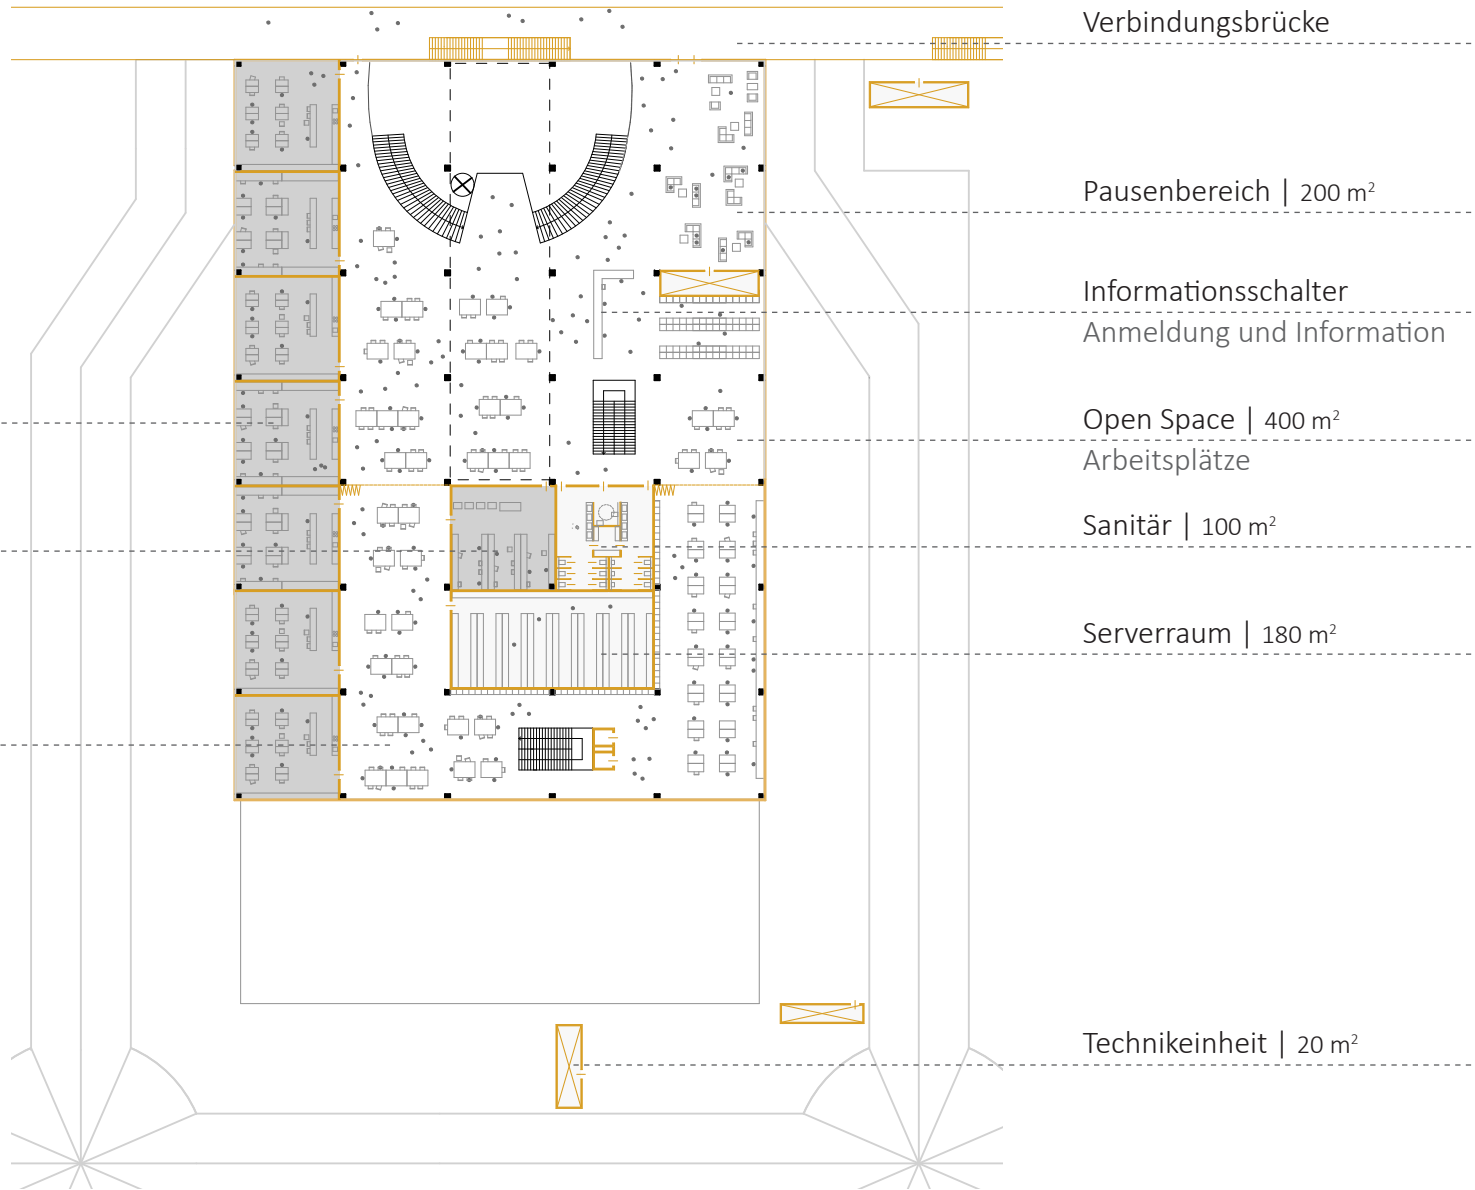 Verbindungsbrücke
Pausenbereich | 200 m²
Informationsschalter
Anmeldung und Information
Open Space | 400 m²
Arbeitsplätze
Sanitär | 100 m²
Serverraum | 180 m²
Technikeinheit | 20 m²